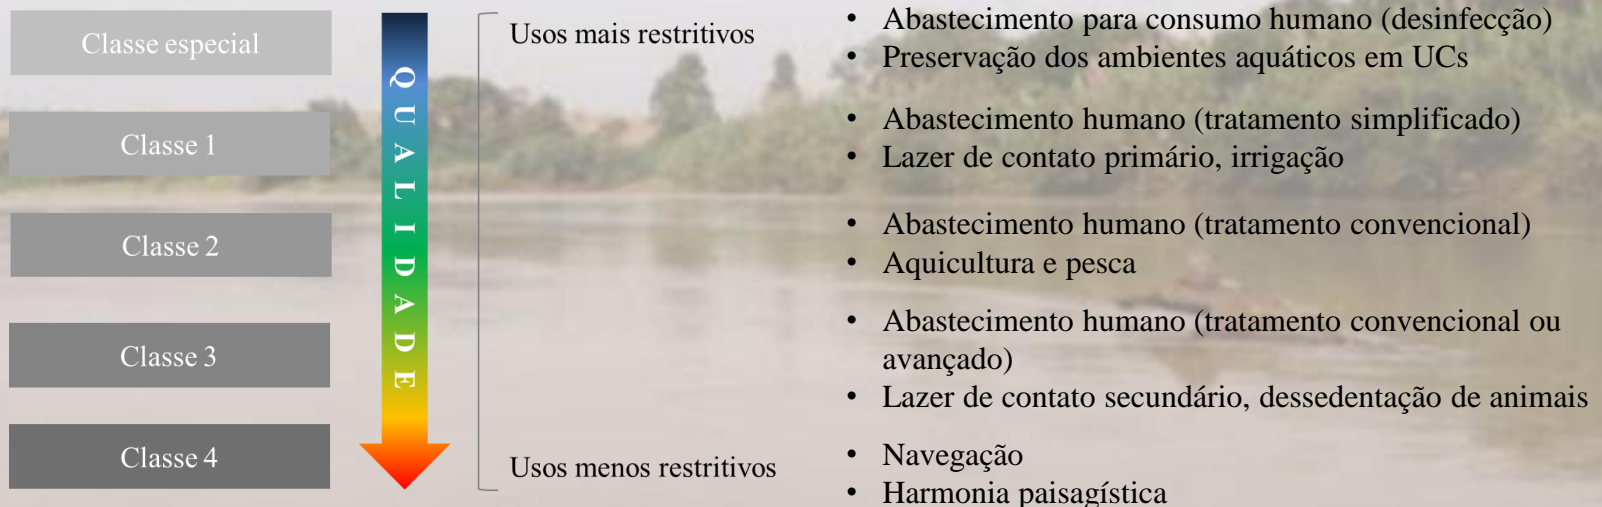 Classe especial
Classe 1
Classe 2
Classe 3
Classe 4
QUALIDADE
Usos mais restritivos
Usos menos restritivos
• Abastecimento para consumo humano (desinfecção)
• Preservação dos ambientes aquáticos em UCs
• Abastecimento humano (tratamento simplificado)
• Lazer de contato primário, irrigação
• Abastecimento humano (tratamento convencional)
• Aquicultura e pesca
• Abastecimento humano (tratamento convencional ou
avançado)
• Lazer de contato secundário, dessedentação de animais
• Navegação
• Harmonia paisagística